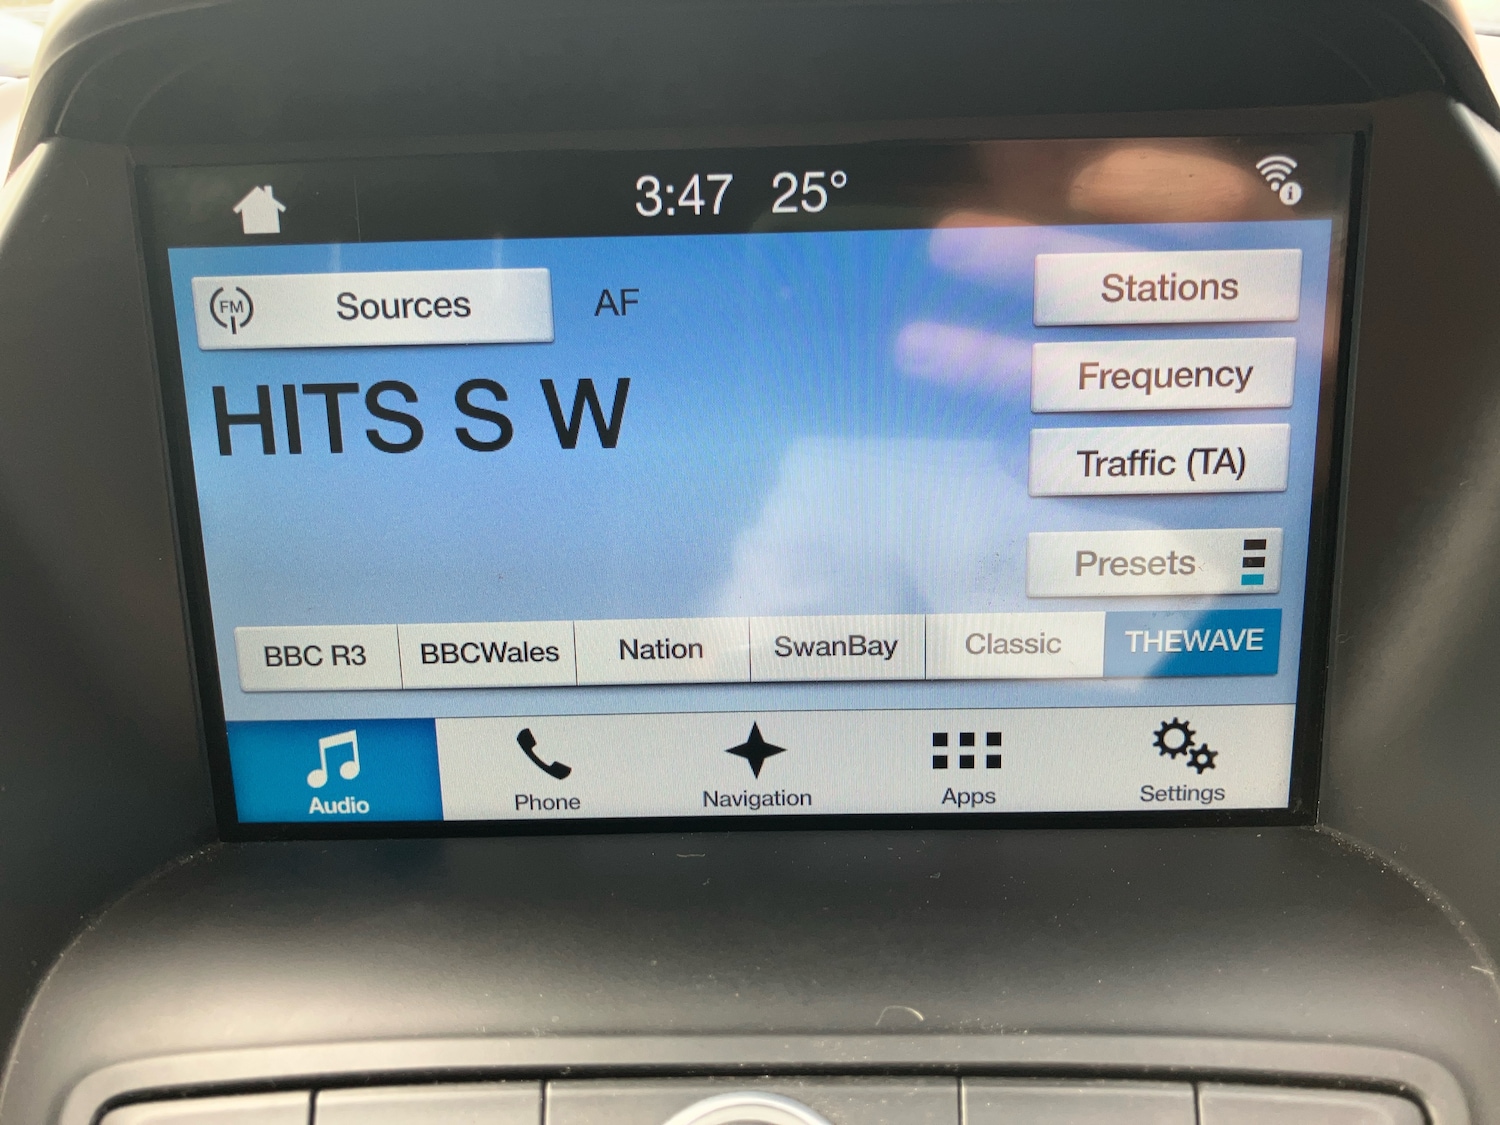 3:47 25°
FM Sources AF
Stations
HITS S W
Frequency
Traffic (TA)
Presets
BBC R3 BBCWales Nation SwanBay Classic THEWAVE
Audio Phone Navigation Apps Settings